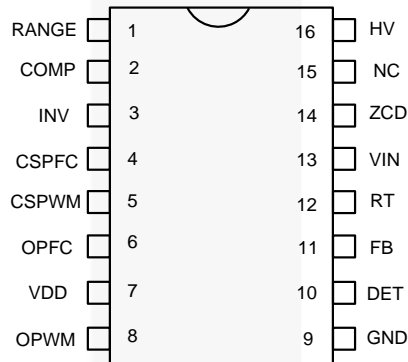 RANGE 1 16 HV
COMP 2 15 NC
INV 3 14 ZCD
CSPFC 4 13 VIN
CSPWM 5 12 RT
OPFC 6 11 FB
VDD 7 10 DET
OPWM 8 9 GND